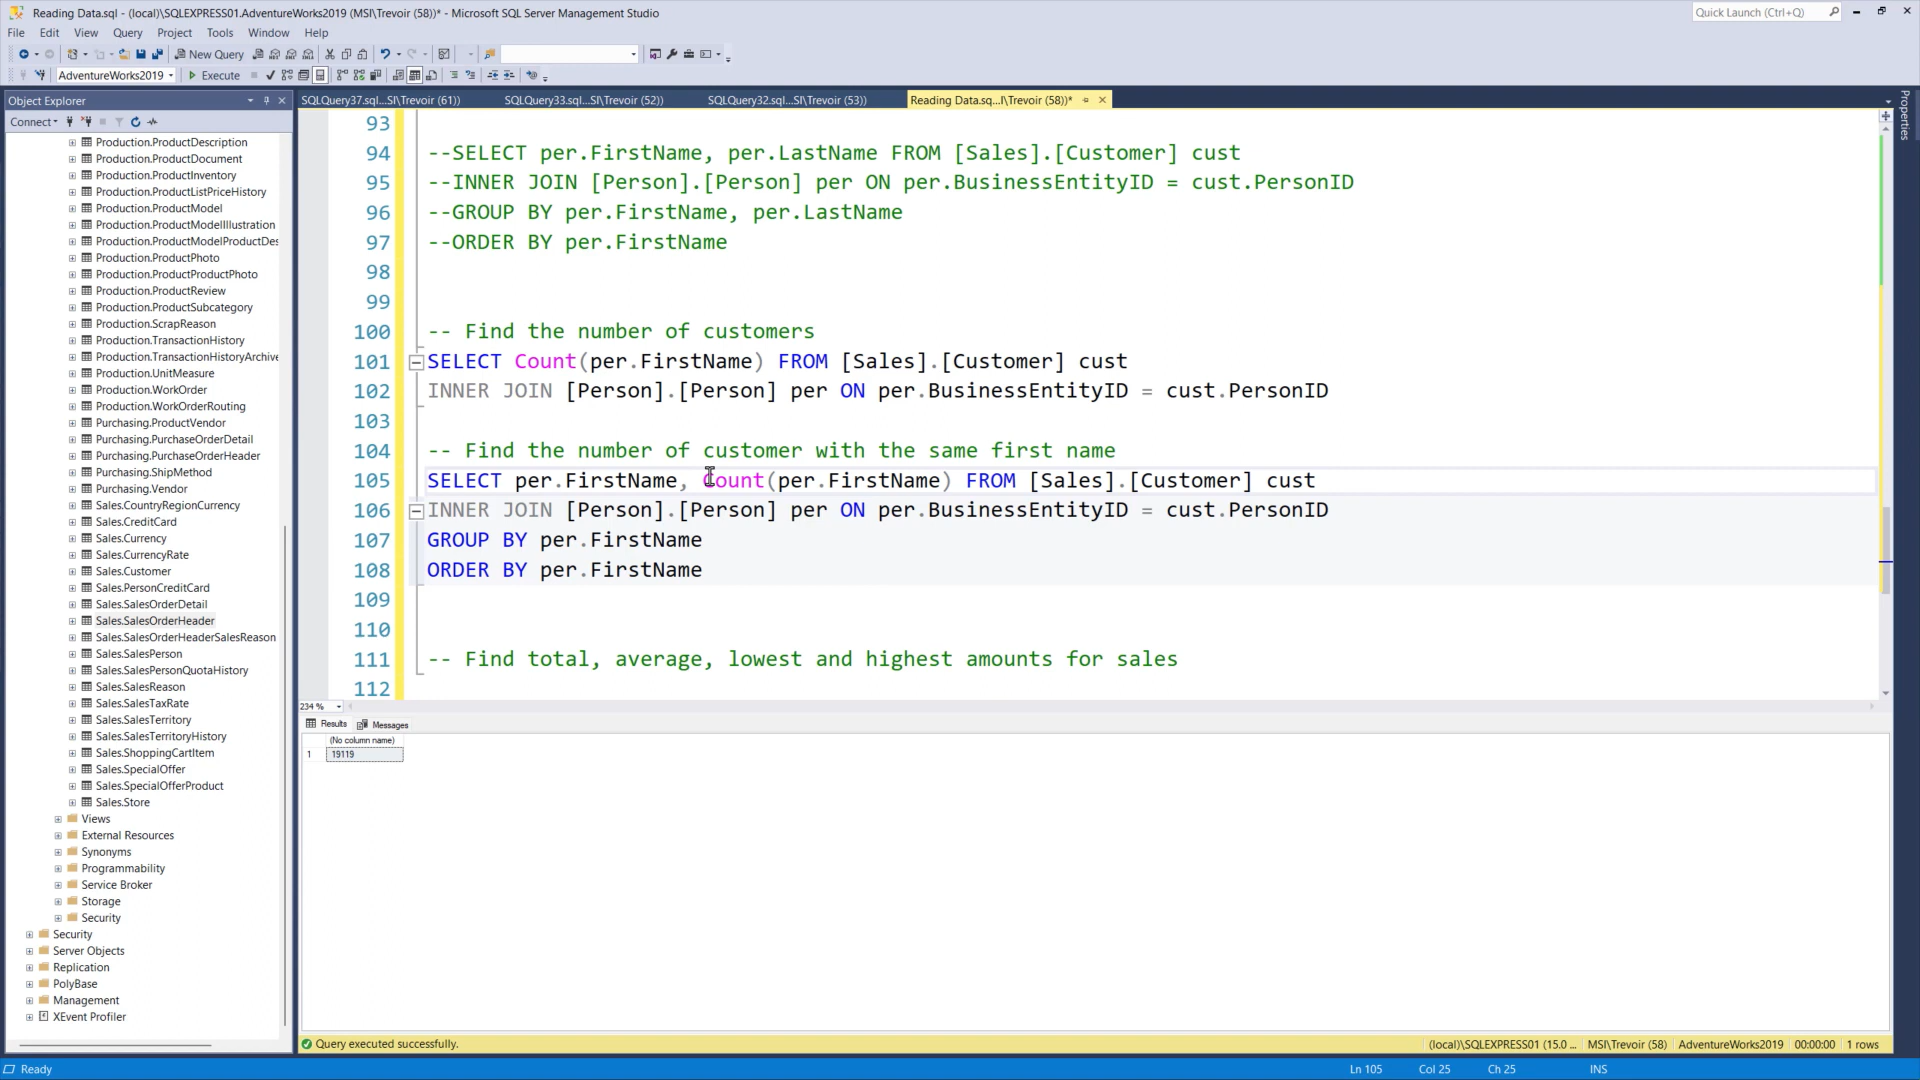 Reading Data.sql - (local)\SQLEXPRESS01.AdventureWorks2019 (MSI\Trevoir (58))* - Microsoft SQL Server Management Studio
Quick Launch (Ctrl+Q)
File Edit View Query Project Tools Window Help
New Query
AdventureWorks2019 Execute
Object Explorer
Connect
Production.ProductDescription
Production.ProductDocument
Production.ProductInventory
Production.ProductListPriceHistory
Production.ProductModel
Production.ProductModelIllustration
Production.ProductModelProductDes
Production.ProductPhoto
Production.ProductProductPhoto
Production.ProductReview
Production.ProductSubcategory
Production.ScrapReason
Production.TransactionHistory
Production.TransactionHistoryArchive
Production.UnitMeasure
Production.WorkOrder
Production.WorkOrderRouting
Purchasing.ProductVendor
Purchasing.PurchaseOrderDetail
Purchasing.PurchaseOrderHeader
Purchasing.ShipMethod
Purchasing.Vendor
Sales.CountryRegionCurrency
Sales.CreditCard
Sales.Currency
Sales.CurrencyRate
Sales.Customer
Sales.PersonCreditCard
Sales.SalesOrderDetail
Sales.SalesOrderHeader
Sales.SalesOrderHeaderSalesReason
Sales.SalesPerson
Sales.SalesPersonQuotaHistory
Sales.SalesReason
Sales.SalesTaxRate
Sales.SalesTerritory
Sales.SalesTerritoryHistory
Sales.ShoppingCartItem
Sales.SpecialOffer
Sales.SpecialOfferProduct
Sales.Store
Views
External Resources
Synonyms
Programmability
Service Broker
Storage
Security
Security
Server Objects
Replication
PolyBase
Management
XEvent Profiler
SQLQuery37.sql...SI\Trevoir (61)) SQLQuery33.sql...SI\Trevoir (52)) SQLQuery32.sql...SI\Trevoir (53)) Reading Data.sq...I\Trevoir (58))*
Properties
93
94 --SELECT per.FirstName, per.LastName FROM [Sales].[Customer] cust
95 --INNER JOIN [Person].[Person] per ON per.BusinessEntityID = cust.PersonID
96 --GROUP BY per.FirstName, per.LastName
97 --ORDER BY per.FirstName
98
99
100 -- Find the number of customers
101 SELECT Count(per.FirstName) FROM [Sales].[Customer] cust
102 INNER JOIN [Person].[Person] per ON per.BusinessEntityID = cust.PersonID
103
104 -- Find the number of customer with the same first name
105 SELECT per.FirstName, Count(per.FirstName) FROM [Sales].[Customer] cust
106 INNER JOIN [Person].[Person] per ON per.BusinessEntityID = cust.PersonID
107 GROUP BY per.FirstName
108 ORDER BY per.FirstName
109
110
111 -- Find total, average, lowest and highest amounts for sales
112
234 %
Results Messages
(No column name)
1 19119
Query executed successfully. (local)\SQLEXPRESS01 (15.0 ... MSI\Trevoir (58) AdventureWorks2019 00:00:00 1 rows
Ready Ln 105 Col 25 Ch 25 INS